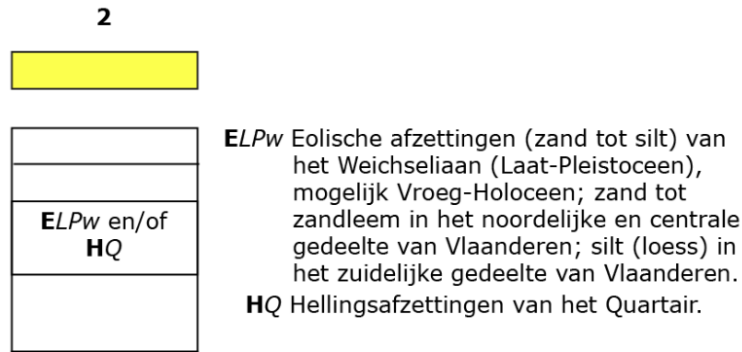 2
ELPw en/of
HQ
ELPw Eolische afzettingen (zand tot silt) van
het Weichseliaan (Laat-Pleistoceen),
mogelijk Vroeg-Holoceen; zand tot
zandleem in het noordelijke en centrale
gedeelte van Vlaanderen; silt (loess) in
het zuidelijke gedeelte van Vlaanderen.
HQ Hellingsafzettingen van het Quartair.